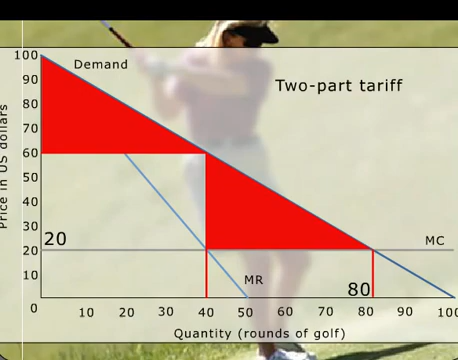 100
Demand
90
Two-part tariff
80
70
60
50
40
30
20
MC
20
10
MR
80
0
10 20 30 40 50 60 70 80 90 100
Quantity (rounds of golf)
Price in US dollars